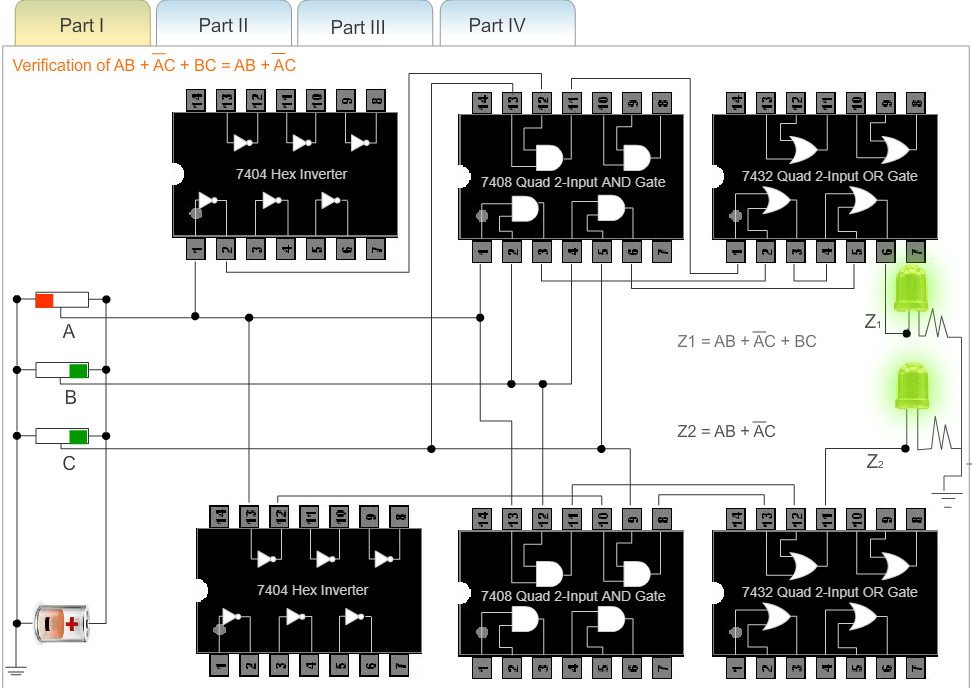 Part I
Part II
Part III
Part IV
Verification of AB + A̅C + BC = AB + A̅C
14 13 12 11 10 9 8
7404 Hex Inverter
1 2 3 4 5 6 7
14 13 12 11 10 9 8
7408 Quad 2-Input AND Gate
1 2 3 4 5 6 7
14 13 12 11 10 9 8
7432 Quad 2-Input OR Gate
1 2 3 4 5 6 7
A
B
C
Z1
Z1 = AB + A̅C + BC
Z2 = AB + A̅C
Z2
14 13 12 11 10 9 8
7404 Hex Inverter
1 2 3 4 5 6 7
14 13 12 11 10 9 8
7408 Quad 2-Input AND Gate
1 2 3 4 5 6 7
14 13 12 11 10 9 8
7432 Quad 2-Input OR Gate
1 2 3 4 5 6 7
- +